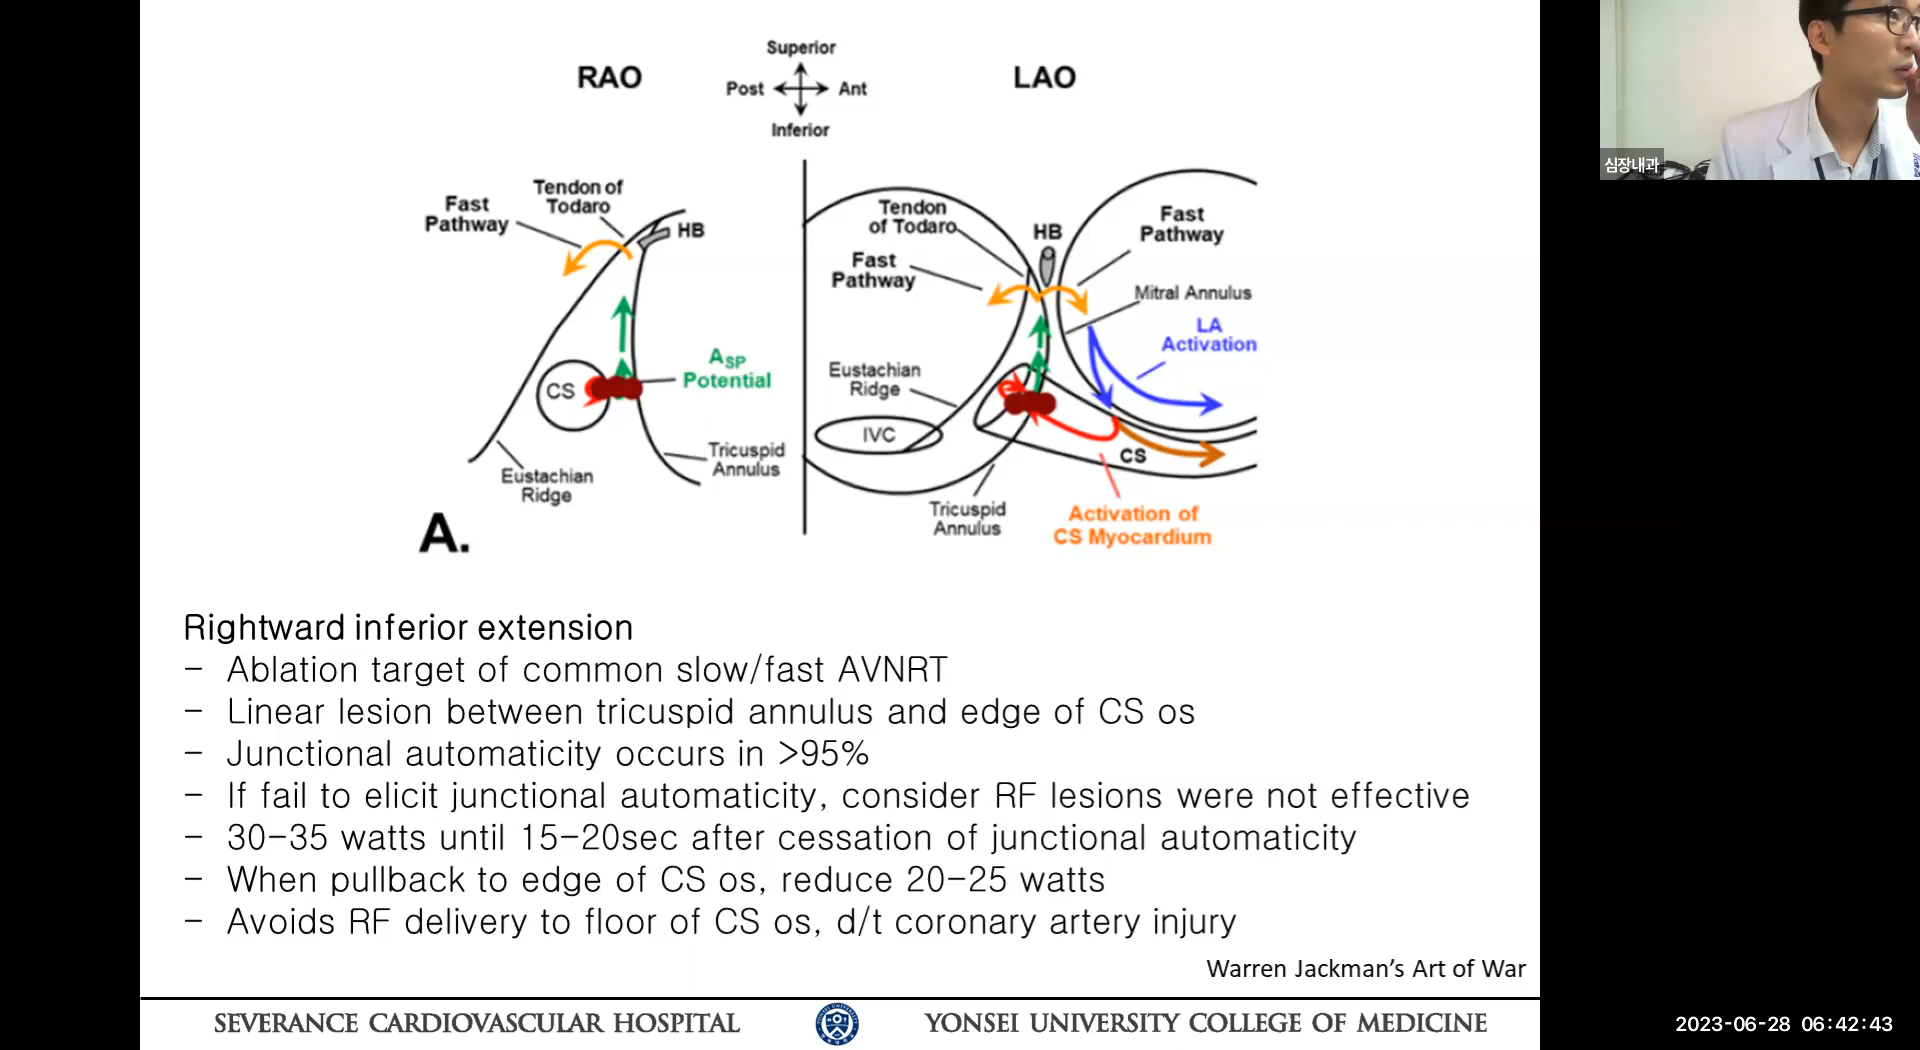 Superior
RAO
LAO
Post
Ant
Inferior
Tendon of
Todaro
Fast
Pathway
HB
CS
ASP
Potential
Tricuspid
Annulus
Eustachian
Ridge
A.
Tendon
of Todaro
HB
Fast
Pathway
Fast
Pathway
Mitral Annulus
LA
Activation
Eustachian
Ridge
IVC
CS
Tricuspid
Annulus
Activation of
CS Myocardium
Rightward inferior extension
- Ablation target of common slow/fast AVNRT
- Linear lesion between tricuspid annulus and edge of CS os
- Junctional automaticity occurs in >95%
- If fail to elicit junctional automaticity, consider RF lesions were not effective
- 30-35 watts until 15-20sec after cessation of junctional automaticity
- When pullback to edge of CS os, reduce 20-25 watts
- Avoids RF delivery to floor of CS os, d/t coronary artery injury
Warren Jackman's Art of War
SEVERANCE CARDIOVASCULAR HOSPITAL
YONSEI UNIVERSITY COLLEGE OF MEDICINE
심장내과
2023-06-28 06:42:43